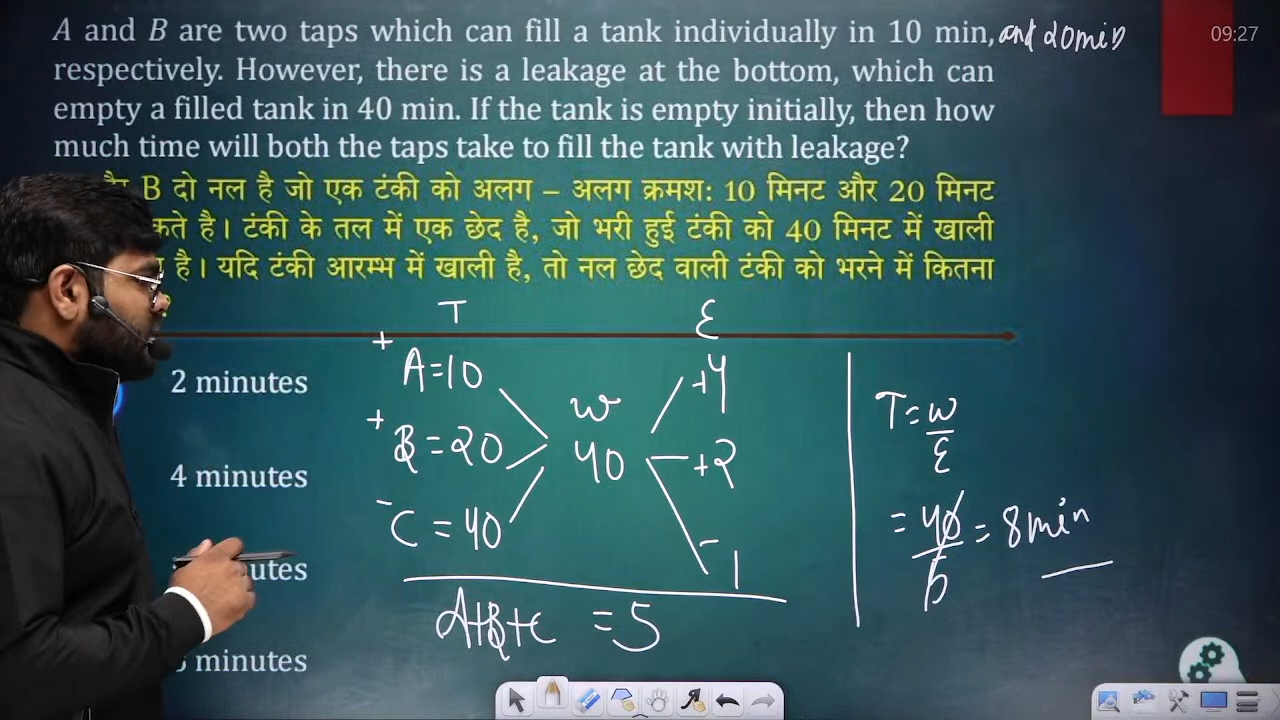 A and B are two taps which can fill a tank individually in 10 min, and 20 min
09:27
respectively. However, there is a leakage at the bottom, which can
empty a filled tank in 40 min. If the tank is empty initially, then how
much time will both the taps take to fill the tank with leakage?
B दो नल है जो एक टंकी को अलग – अलग क्रमश: 10 मिनट और 20 मिनट
कते है। टंकी के तल में एक छेद है, जो भरी हुई टंकी को 40 मिनट में खाली
है। यदि टंकी आरम्भ में खाली है, तो नल छेद वाली टंकी को भरने में कितना
T
E
+ A=10
+ B=20
- C=40
W
40
+4
+2
-1
A+B+C = 5
T=W/E
=40/5=8min
2 minutes
4 minutes
utes
minutes